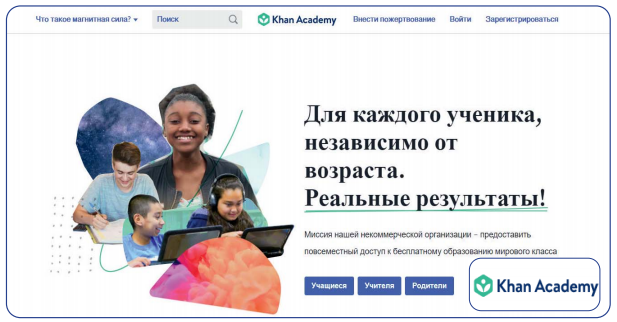 Что такое магнитная сила? Поиск Khan Academy Внести пожертвование Войти Зарегистрироваться
Для каждого ученика,
независимо от
возраста.
Реальные результаты!
Миссия нашей некоммерческой организации – предоставить
повсеместный доступ к бесплатному образованию мирового класса
Учащиеся Учителя Родители
Khan Academy